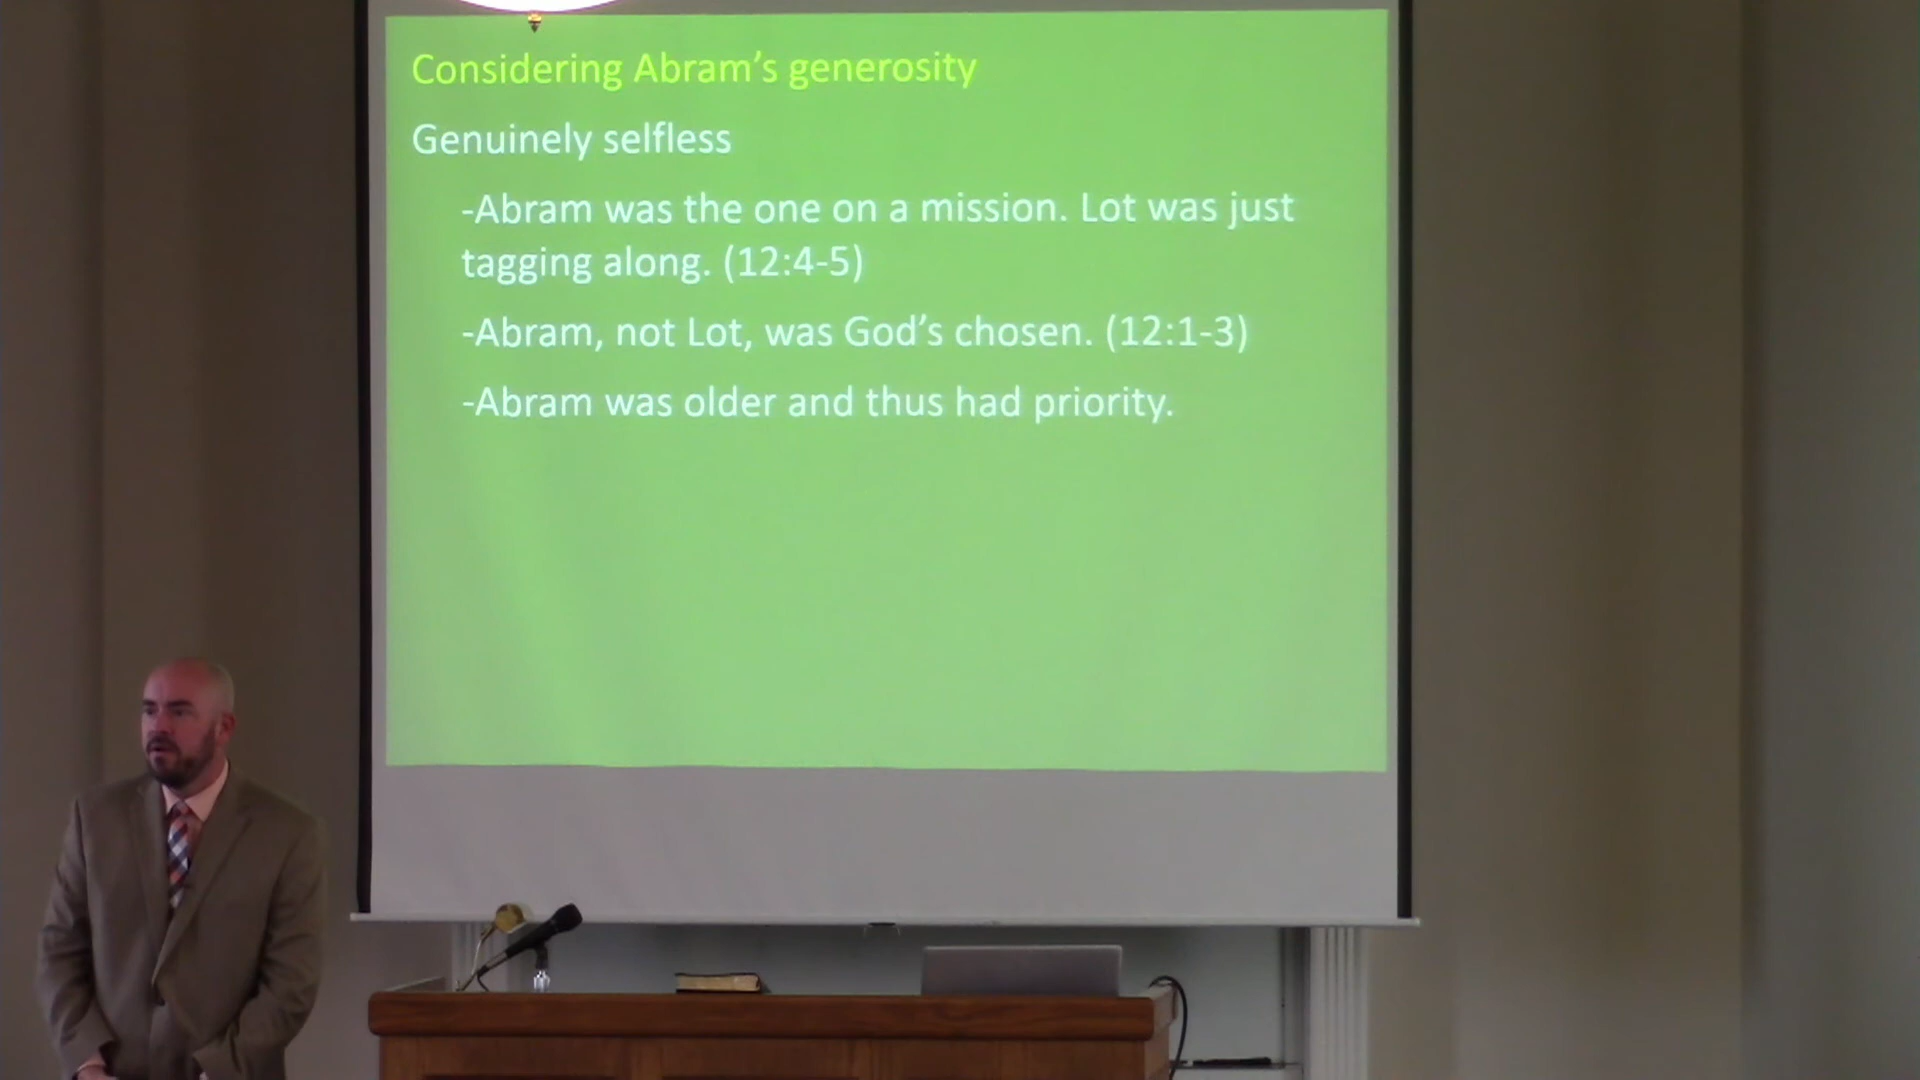 Considering Abram’s generosity
Genuinely selfless
-Abram was the one on a mission. Lot was just
tagging along. (12:4-5)
-Abram, not Lot, was God’s chosen. (12:1-3)
-Abram was older and thus had priority.